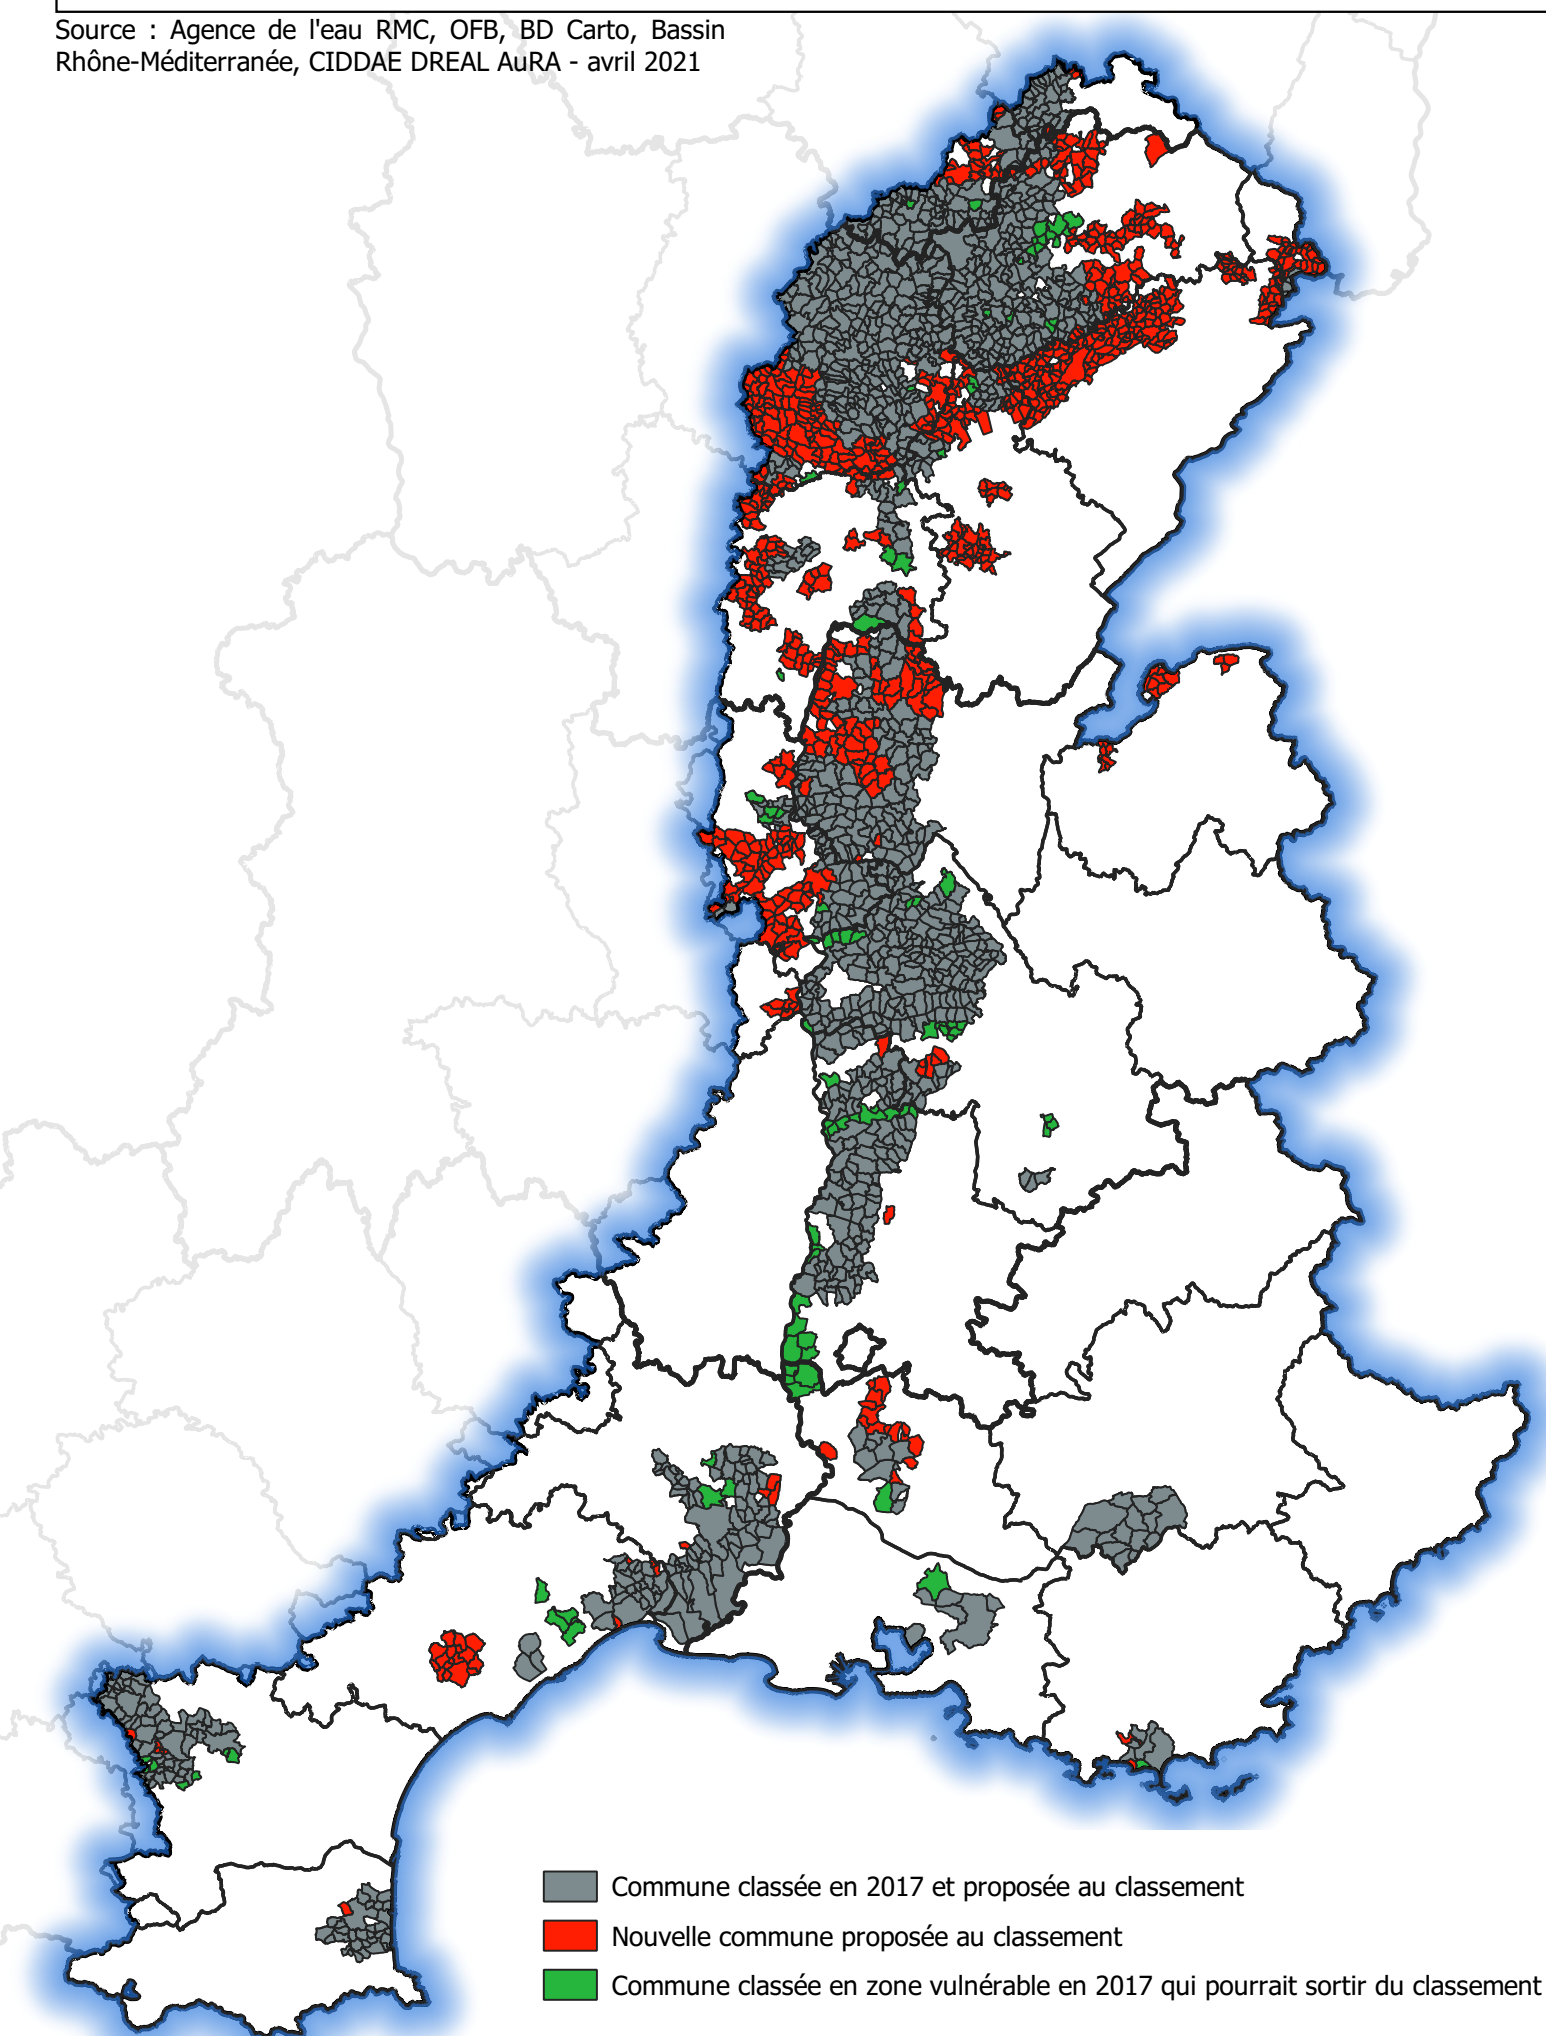 Source : Agence de l'eau RMC, OFB, BD Carto, Bassin
Rhône-Méditerranée, CIDDAE DREAL AuRA - avril 2021
Commune classée en 2017 et proposée au classement
Nouvelle commune proposée au classement
Commune classée en zone vulnérable en 2017 qui pourrait sortir du classement